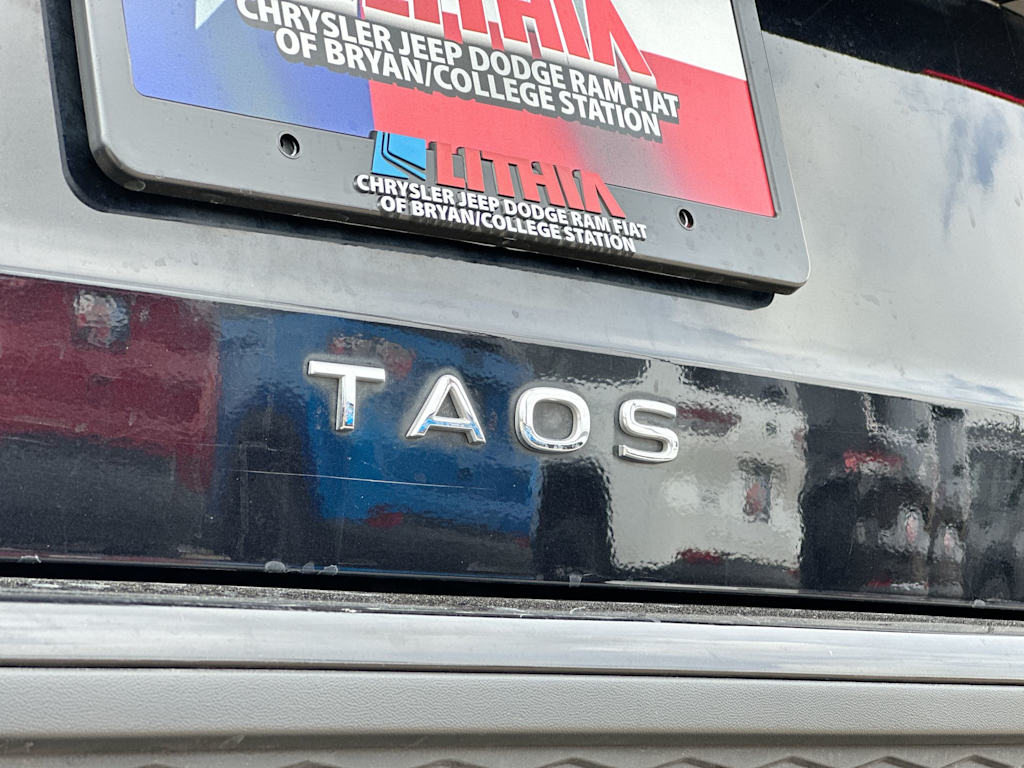 LITHIA
CHRYSLER JEEP DODGE RAM FIAT
OF BRYAN/COLLEGE STATION
LITHIA
CHRYSLER JEEP DODGE RAM FIAT
OF BRYAN/COLLEGE STATION
TAOS